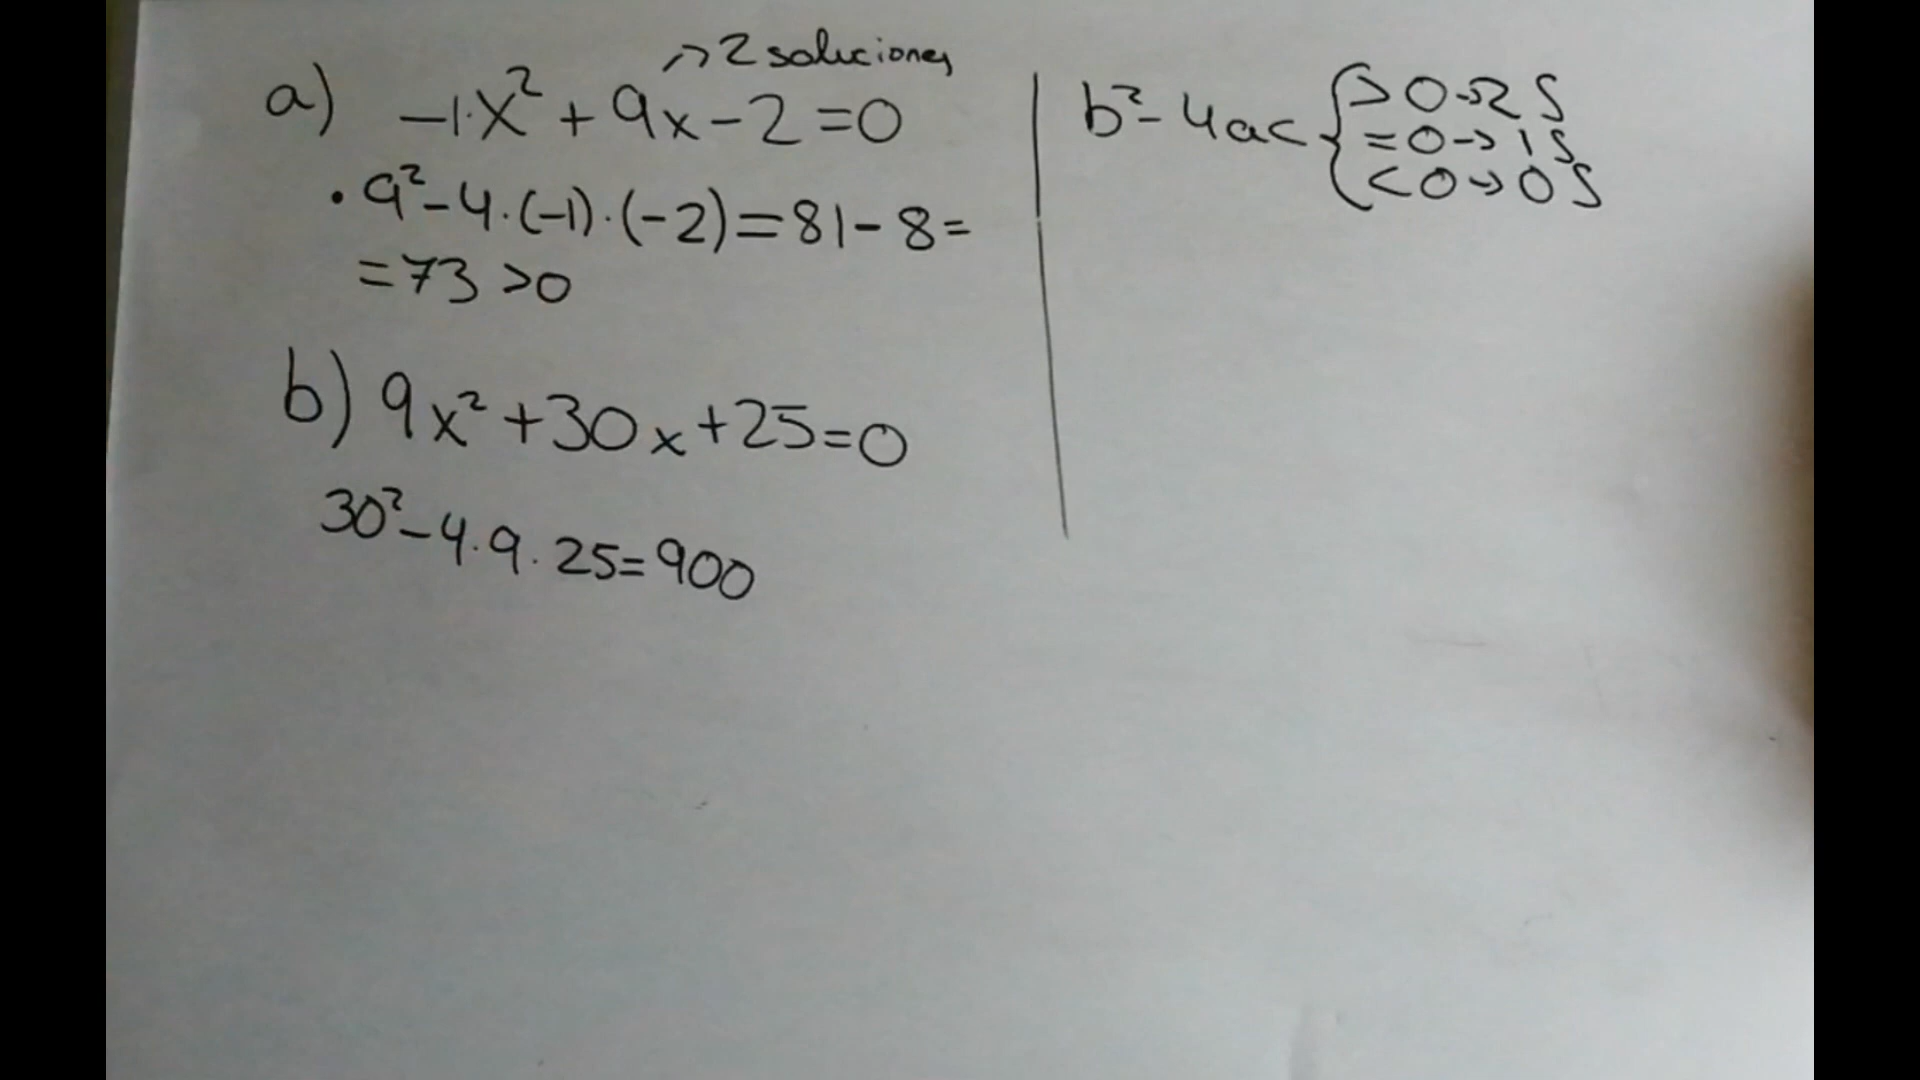 → 2 soluciones
a) -1·x² + 9x - 2 = 0
· 9² - 4·(-1)·(-2) = 81 - 8 =
= 73 > 0
b) 9x² + 30x + 25 = 0
30² - 4·9·25 = 900
b² - 4ac { > 0 → 2 S
= 0 → 1 S
< 0 → 0 S